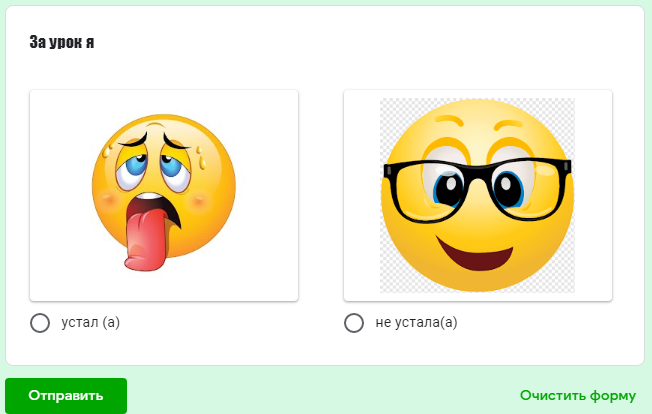 За урок я
устал (а)
не устала(а)
Отправить
Очистить форму